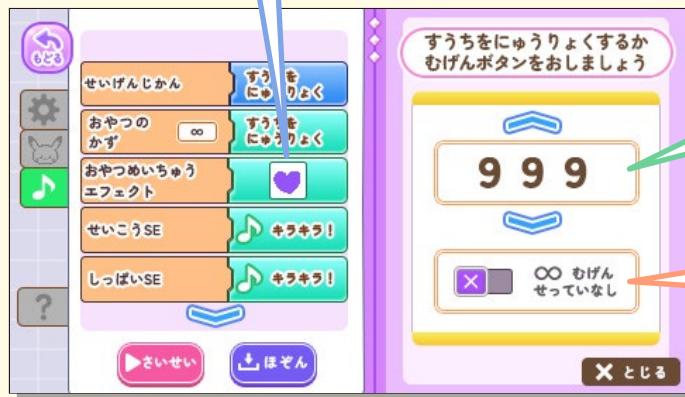 もどる
せいげんじかん
すうちを
にゅうりょく
おやつの
かず
∞
すうちを
にゅうりょく
おやつめいちゅう
エフェクト
せいこうSE
キラキラ！
しっぱいSE
キラキラ！
?
さいせい
ほぞん
すうちをにゅうりょくするか
むげんボタンをおしましょう
999
∞ むげん
せっていなし
× とじる